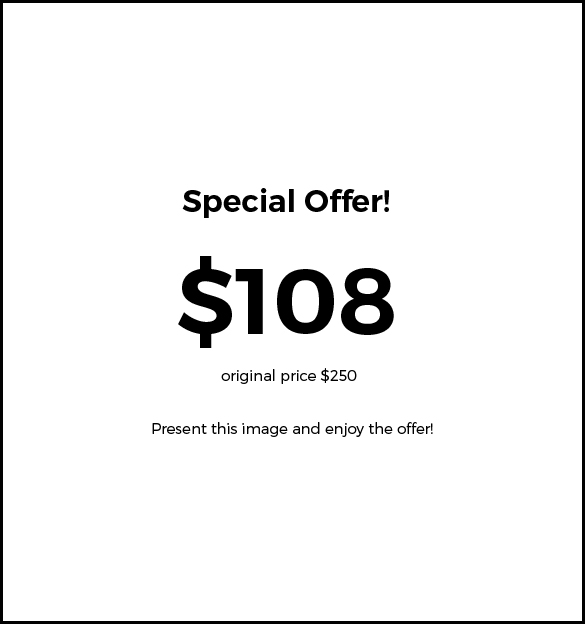 Special Offer!
$108
original price $250
Present this image and enjoy the offer!